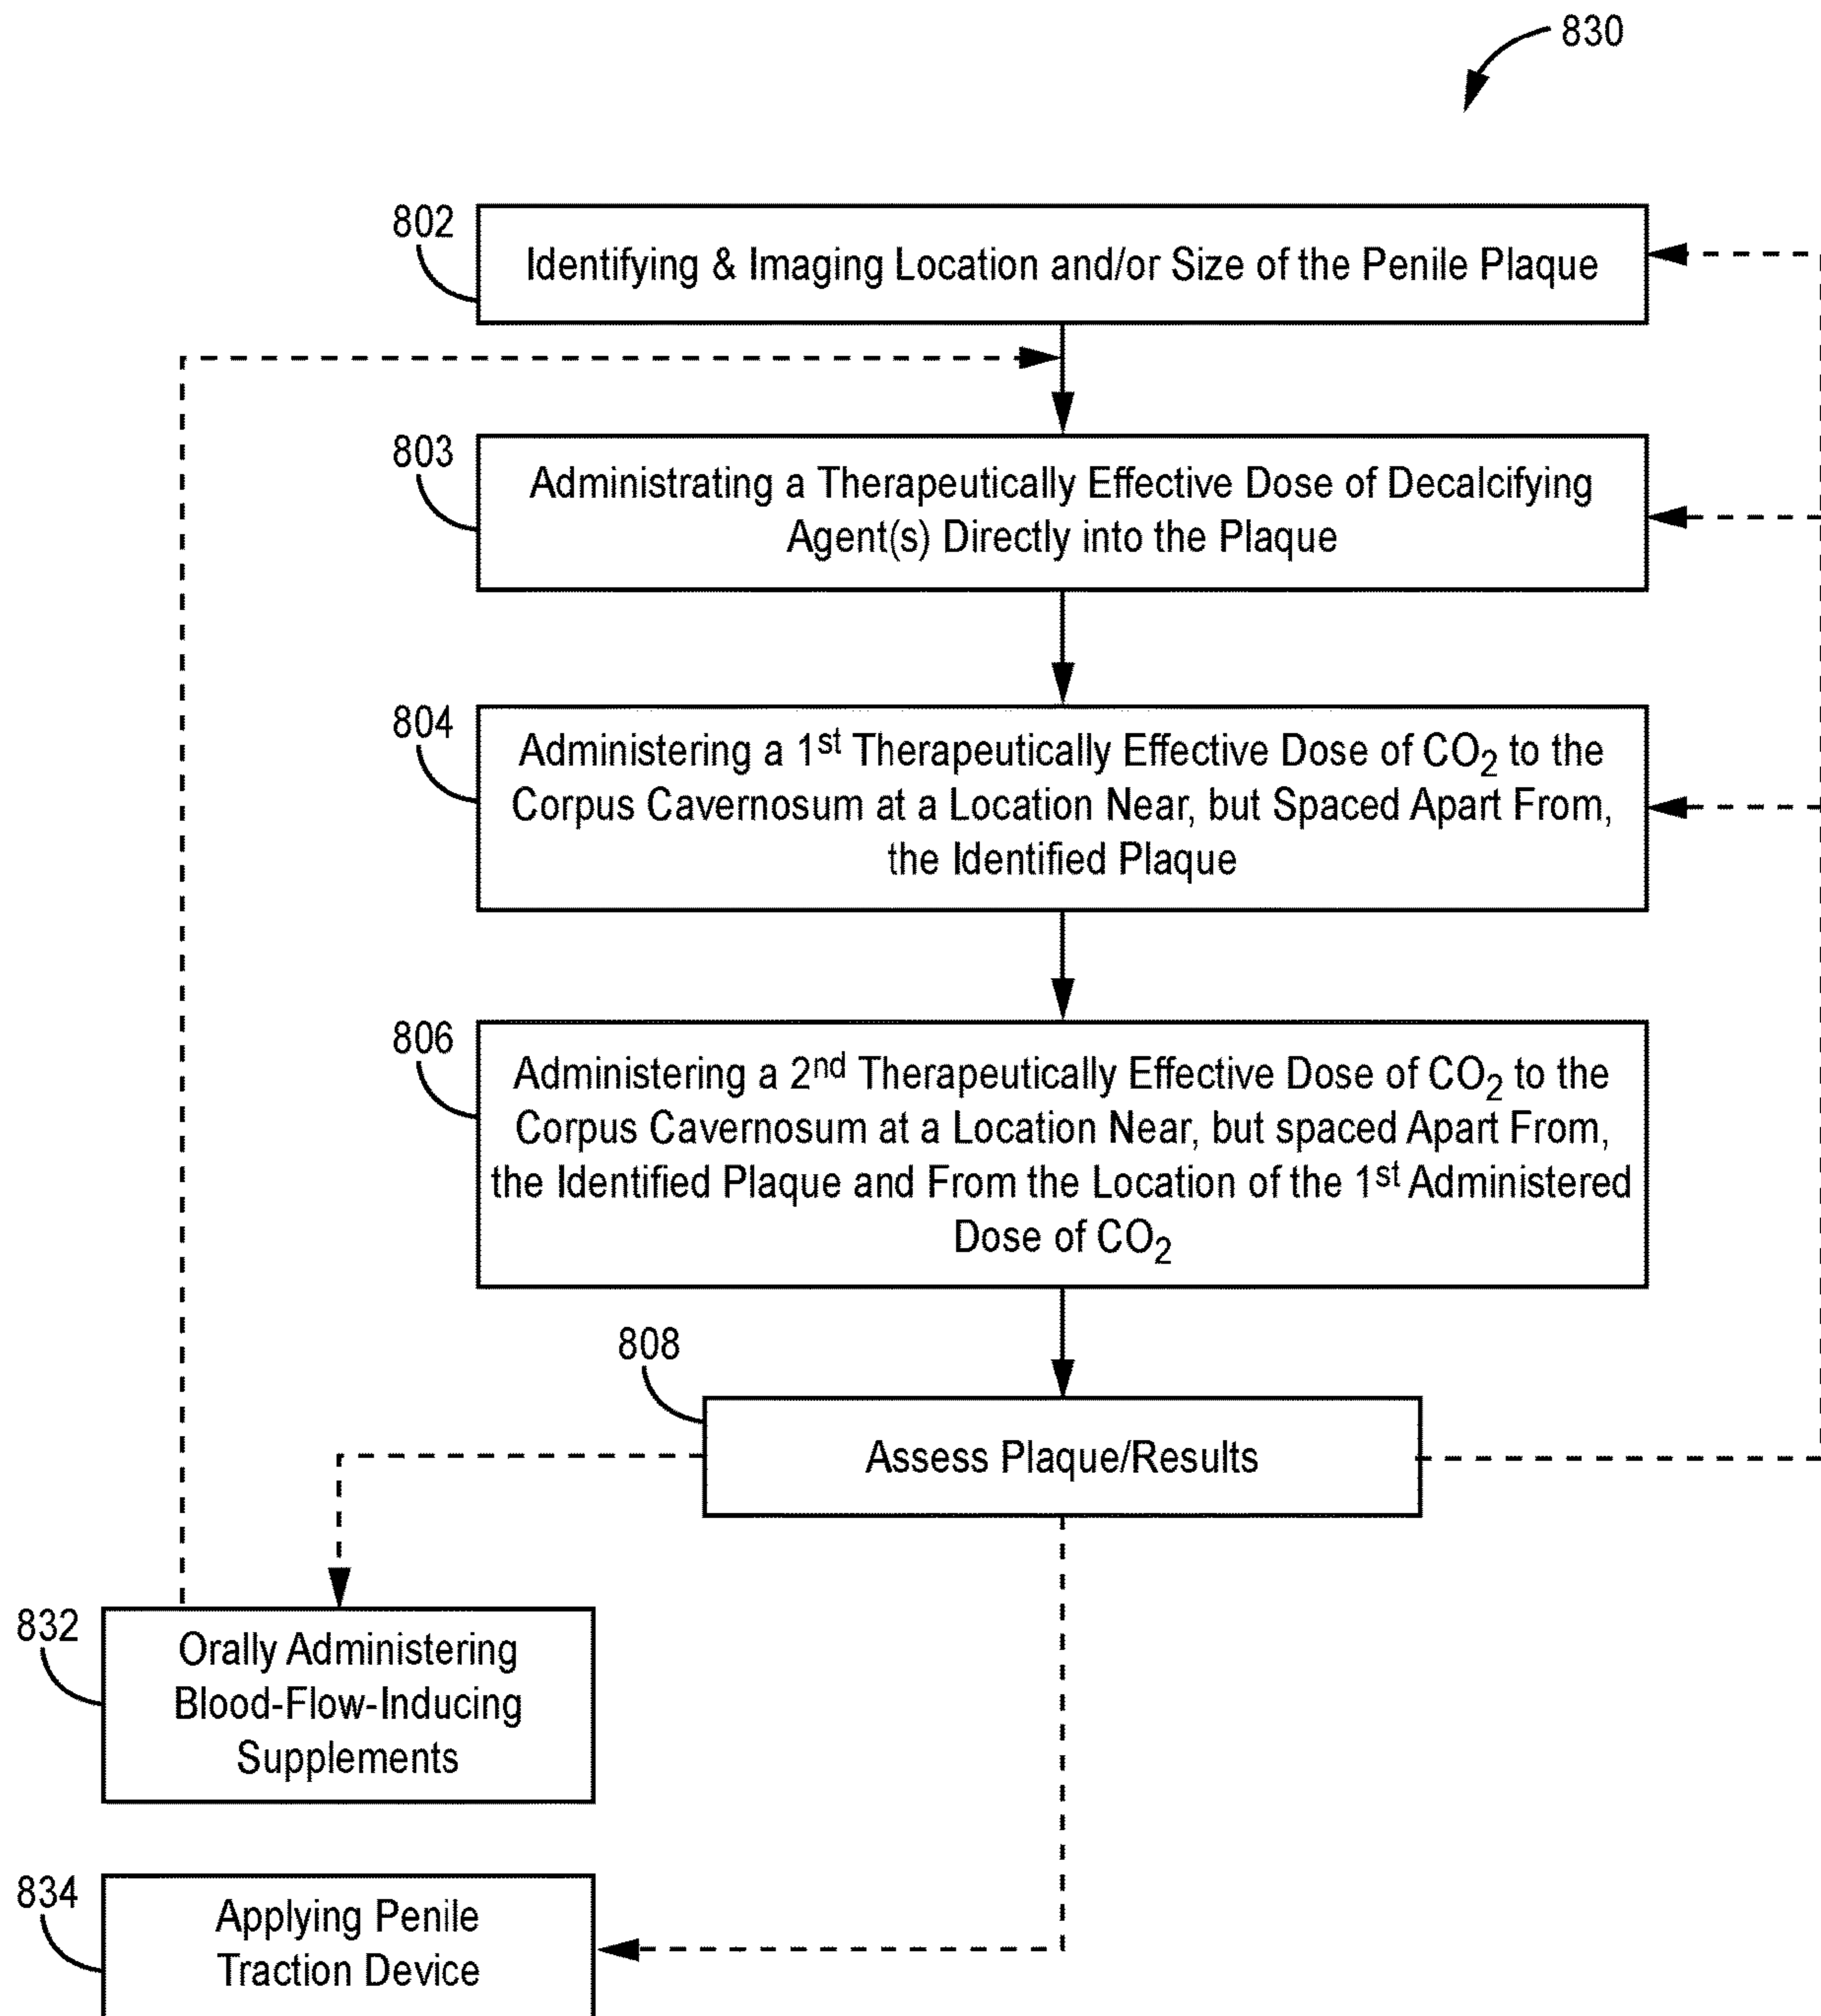 830
802
Identifying & Imaging Location and/or Size of the Penile Plaque
803
Administrating a Therapeutically Effective Dose of Decalcifying
Agent(s) Directly into the Plaque
804
Administering a 1st Therapeutically Effective Dose of CO2 to the
Corpus Cavernosum at a Location Near, but Spaced Apart From,
the Identified Plaque
806
Administering a 2nd Therapeutically Effective Dose of CO2 to the
Corpus Cavernosum at a Location Near, but spaced Apart From,
the Identified Plaque and From the Location of the 1st Administered
Dose of CO2
808
Assess Plaque/Results
832
Orally Administering
Blood-Flow-Inducing
Supplements
834
Applying Penile
Traction Device